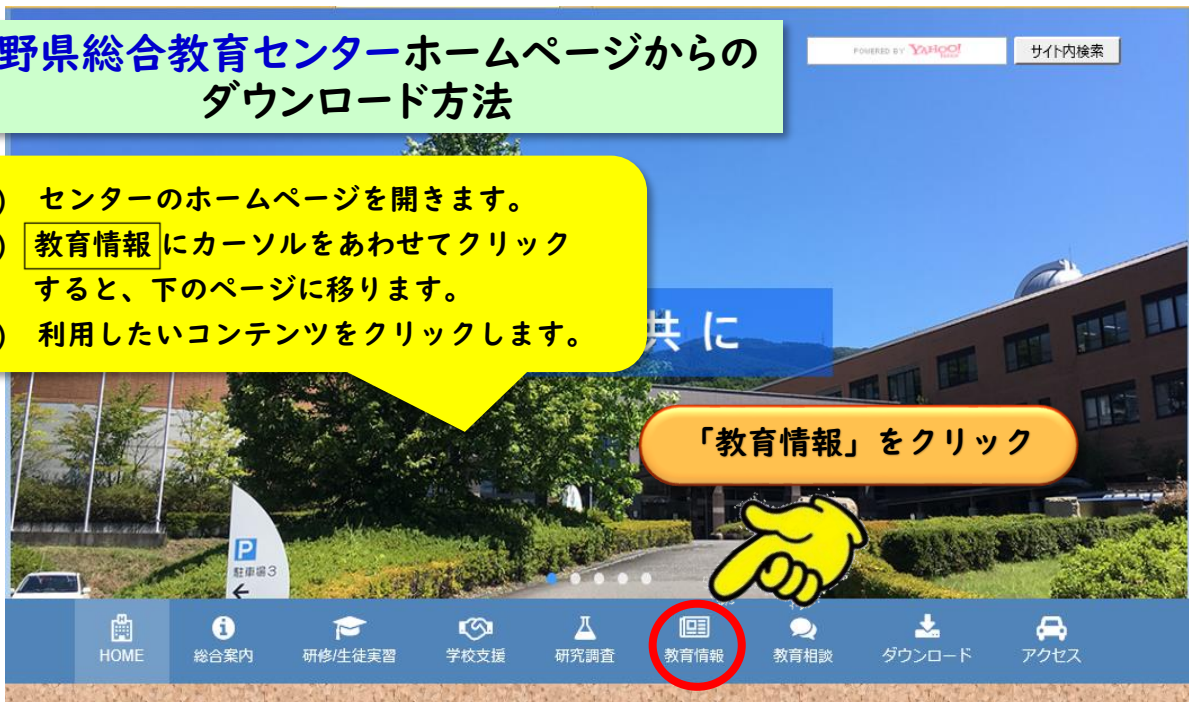 野県総合教育センターホームページからの
ダウンロード方法
POWERED BY YAHOO!
サイト内検索
) センターのホームページを開きます。
) 教育情報にカーソルをあわせてクリック
すると、下のページに移ります。
) 利用したいコンテンツをクリックします。
共に
「教育情報」をクリック
P
駐車場3
←
HOME
総合案内
研修/生徒実習
学校支援
研究調査
教育情報
教育相談
ダウンロード
アクセス